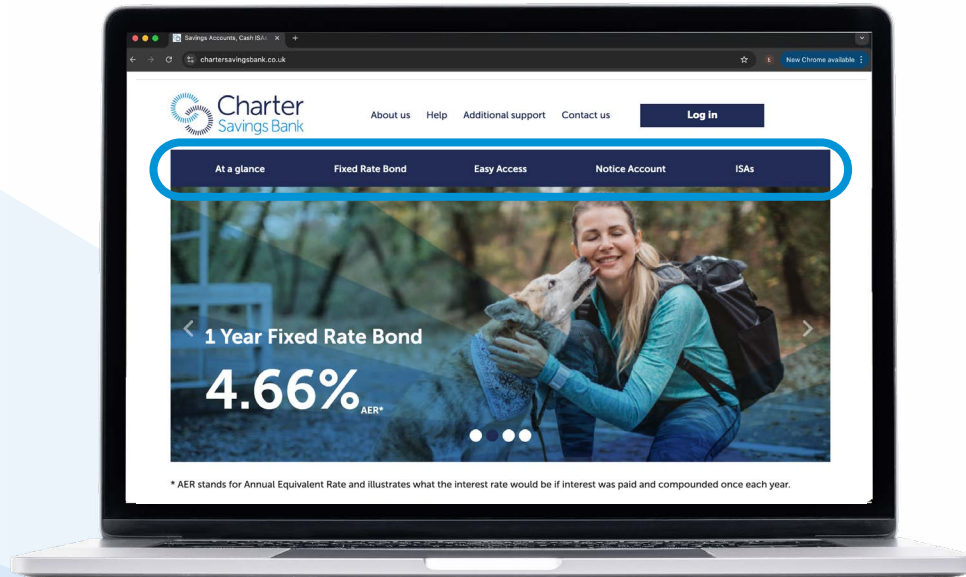 Savings Accounts, Cash ISA
chartersavingsbank.co.uk
New Chrome available
Charter
Savings Bank
About us Help Additional support Contact us Log in
At a glance Fixed Rate Bond Easy Access Notice Account ISAs
1 Year Fixed Rate Bond
4.66% AER*
* AER stands for Annual Equivalent Rate and illustrates what the interest rate would be if interest was paid and compounded once each year.